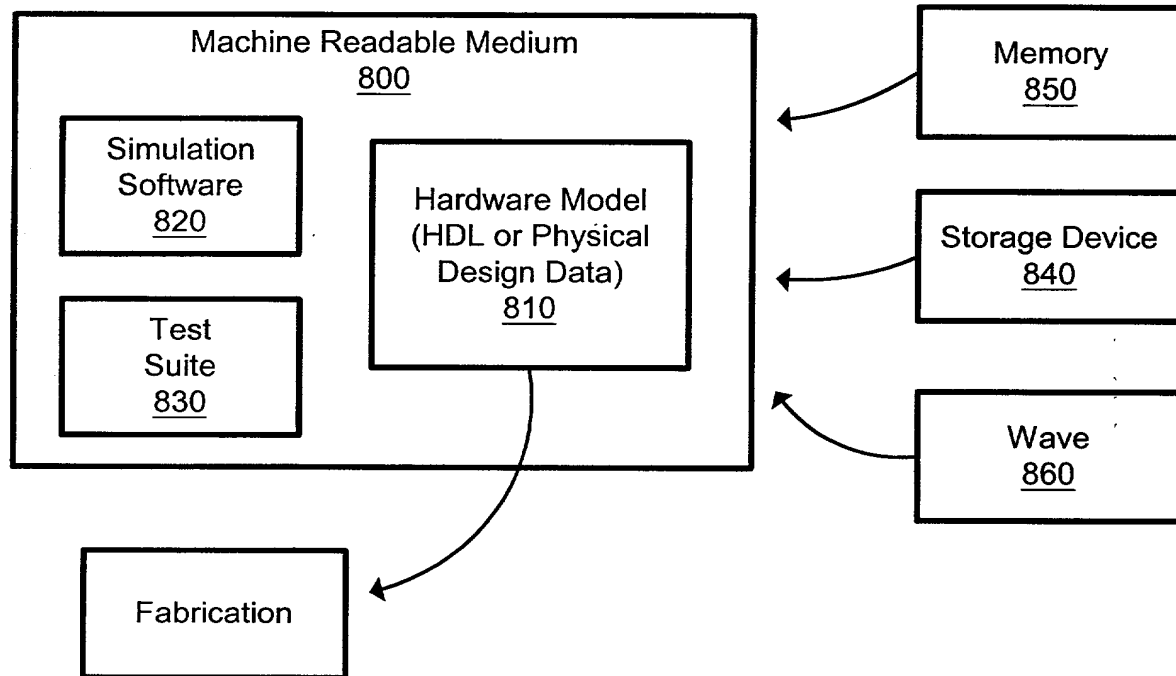 Machine Readable Medium
800
Simulation
Software
820
Hardware Model
(HDL or Physical
Design Data)
810
Test
Suite
830
Memory
850
Storage Device
840
Wave
860
Fabrication